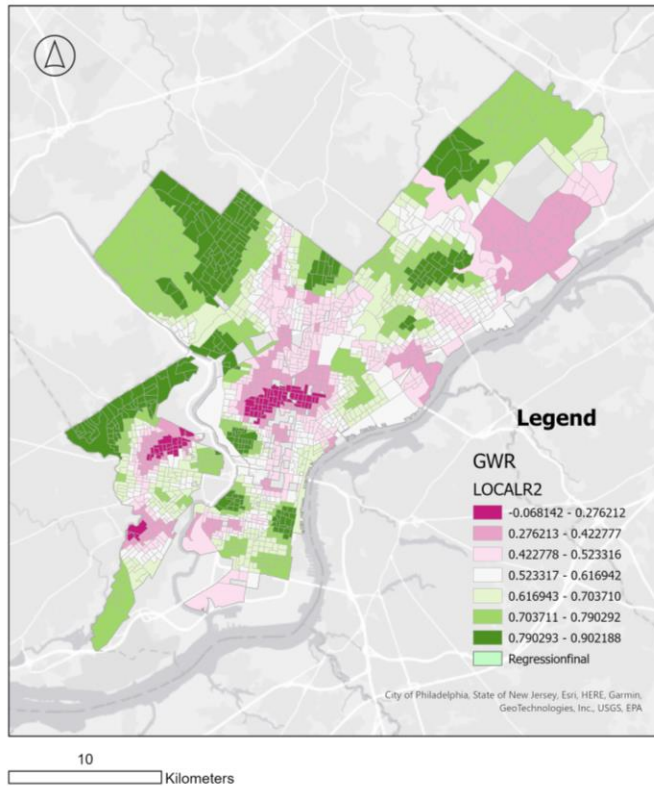 Legend
GWR
LOCALR2
-0.068142 - 0.276212
0.276213 - 0.422777
0.422778 - 0.523316
0.523317 - 0.616942
0.616943 - 0.703710
0.703711 - 0.790292
0.790293 - 0.902188
Regressionfinal
City of Philadelphia, State of New Jersey, Esri, HERE, Garmin,
GeoTechnologies, Inc., USGS, EPA
10
Kilometers